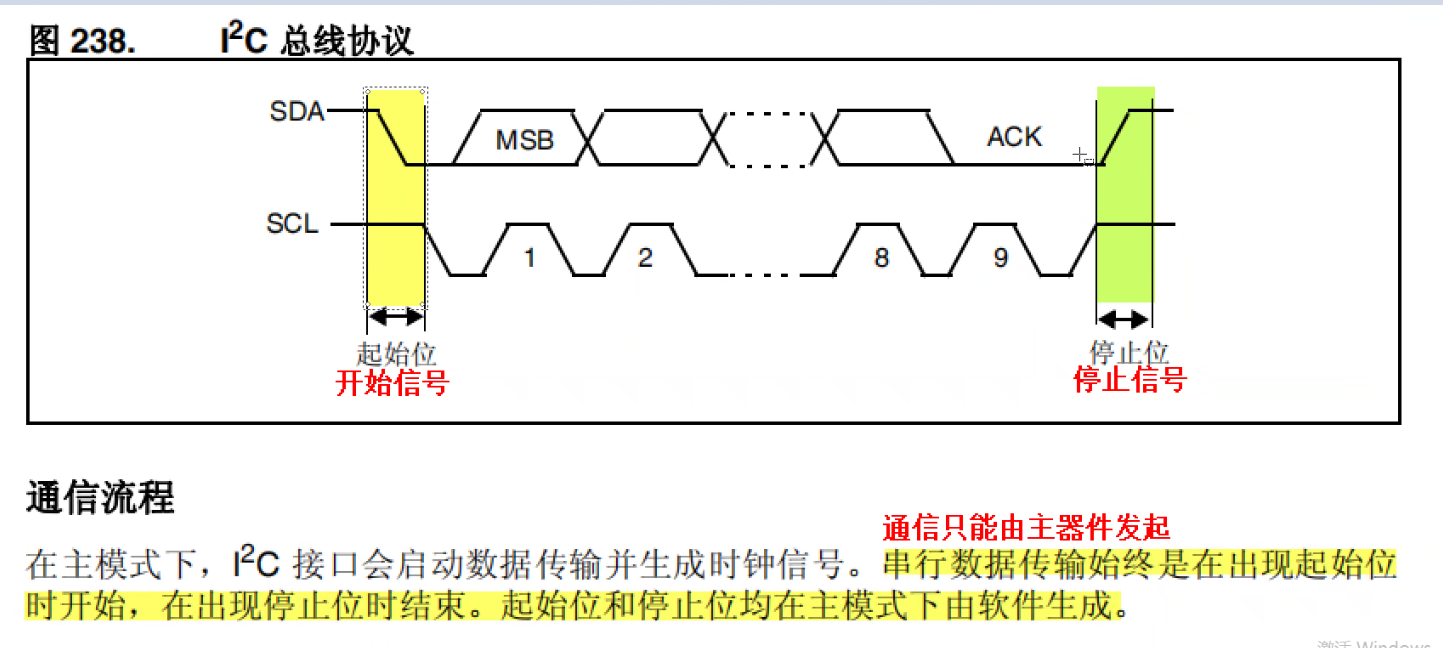 图 238. I²C 总线协议
SDA
MSB
ACK
SCL
1
2
8
9
起始位
停止位
开始信号
停止信号
通信流程
通信只能由主器件发起
在主模式下，I²C 接口会启动数据传输并生成时钟信号。串行数据传输始终是在出现起始位
时开始，在出现停止位时结束。起始位和停止位均在主模式下由软件生成。
激活 Windows